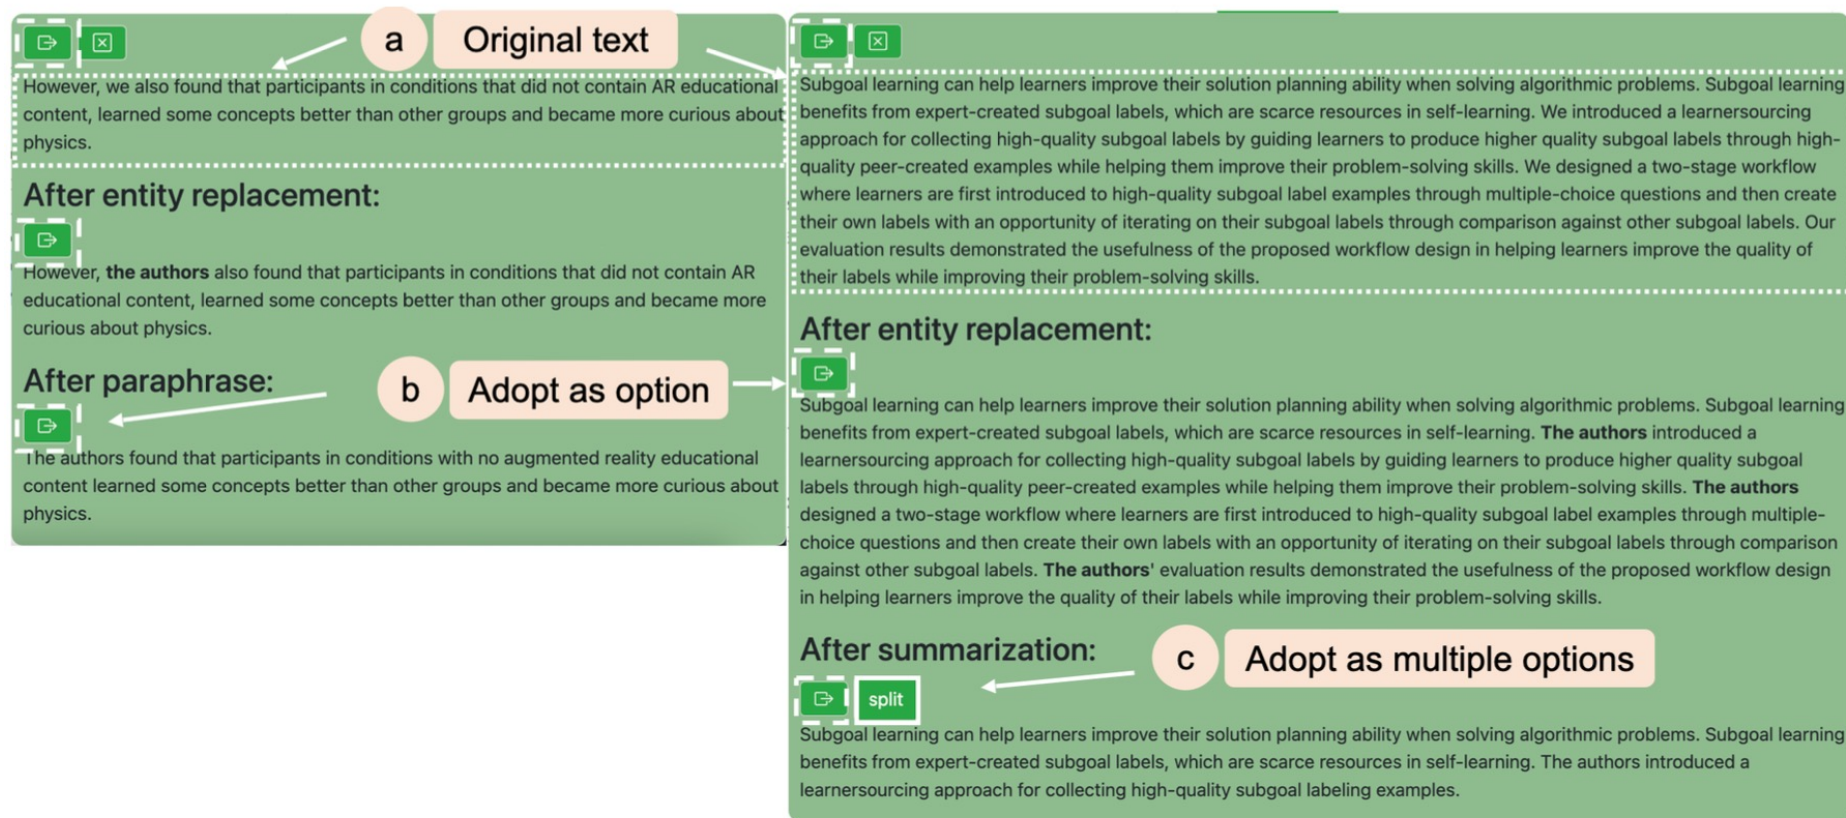 a
Original text
However, we also found that participants in conditions that did not contain AR educational
content, learned some concepts better than other groups and became more curious about
physics.
After entity replacement:
However, the authors also found that participants in conditions that did not contain AR
educational content, learned some concepts better than other groups and became more
curious about physics.
After paraphrase:
b
Adopt as option
The authors found that participants in conditions with no augmented reality educational
content learned some concepts better than other groups and became more curious about
physics.
Subgoal learning can help learners improve their solution planning ability when solving algorithmic problems. Subgoal learning
benefits from expert-created subgoal labels, which are scarce resources in self-learning. We introduced a learnersourcing
approach for collecting high-quality subgoal labels by guiding learners to produce higher quality subgoal labels through high-
quality peer-created examples while helping them improve their problem-solving skills. We designed a two-stage workflow
where learners are first introduced to high-quality subgoal label examples through multiple-choice questions and then create
their own labels with an opportunity of iterating on their subgoal labels through comparison against other subgoal labels. Our
evaluation results demonstrated the usefulness of the proposed workflow design in helping learners improve the quality of
their labels while improving their problem-solving skills.
After entity replacement:
Subgoal learning can help learners improve their solution planning ability when solving algorithmic problems. Subgoal learning
benefits from expert-created subgoal labels, which are scarce resources in self-learning. The authors introduced a
learnersourcing approach for collecting high-quality subgoal labels by guiding learners to produce higher quality subgoal
labels through high-quality peer-created examples while helping them improve their problem-solving skills. The authors
designed a two-stage workflow where learners are first introduced to high-quality subgoal label examples through multiple-
choice questions and then create their own labels with an opportunity of iterating on their subgoal labels through comparison
against other subgoal labels. The authors' evaluation results demonstrated the usefulness of the proposed workflow design
in helping learners improve the quality of their labels while improving their problem-solving skills.
After summarization:
c
Adopt as multiple options
split
Subgoal learning can help learners improve their solution planning ability when solving algorithmic problems. Subgoal learning
benefits from expert-created subgoal labels, which are scarce resources in self-learning. The authors introduced a
learnersourcing approach for collecting high-quality subgoal labeling examples.